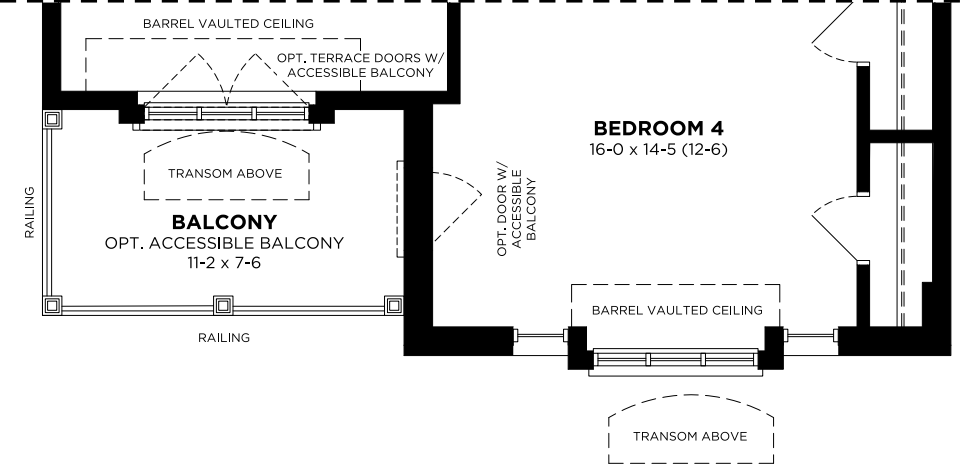 BARREL VAULTED CEILING
OPT. TERRACE DOORS W/
ACCESSIBLE BALCONY
TRANSOM ABOVE
RAILING
BALCONY
OPT. ACCESSIBLE BALCONY
11-2 x 7-6
RAILING
BEDROOM 4
16-0 x 14-5 (12-6)
OPT. DOOR W/
ACCESSIBLE
BALCONY
BARREL VAULTED CEILING
TRANSOM ABOVE